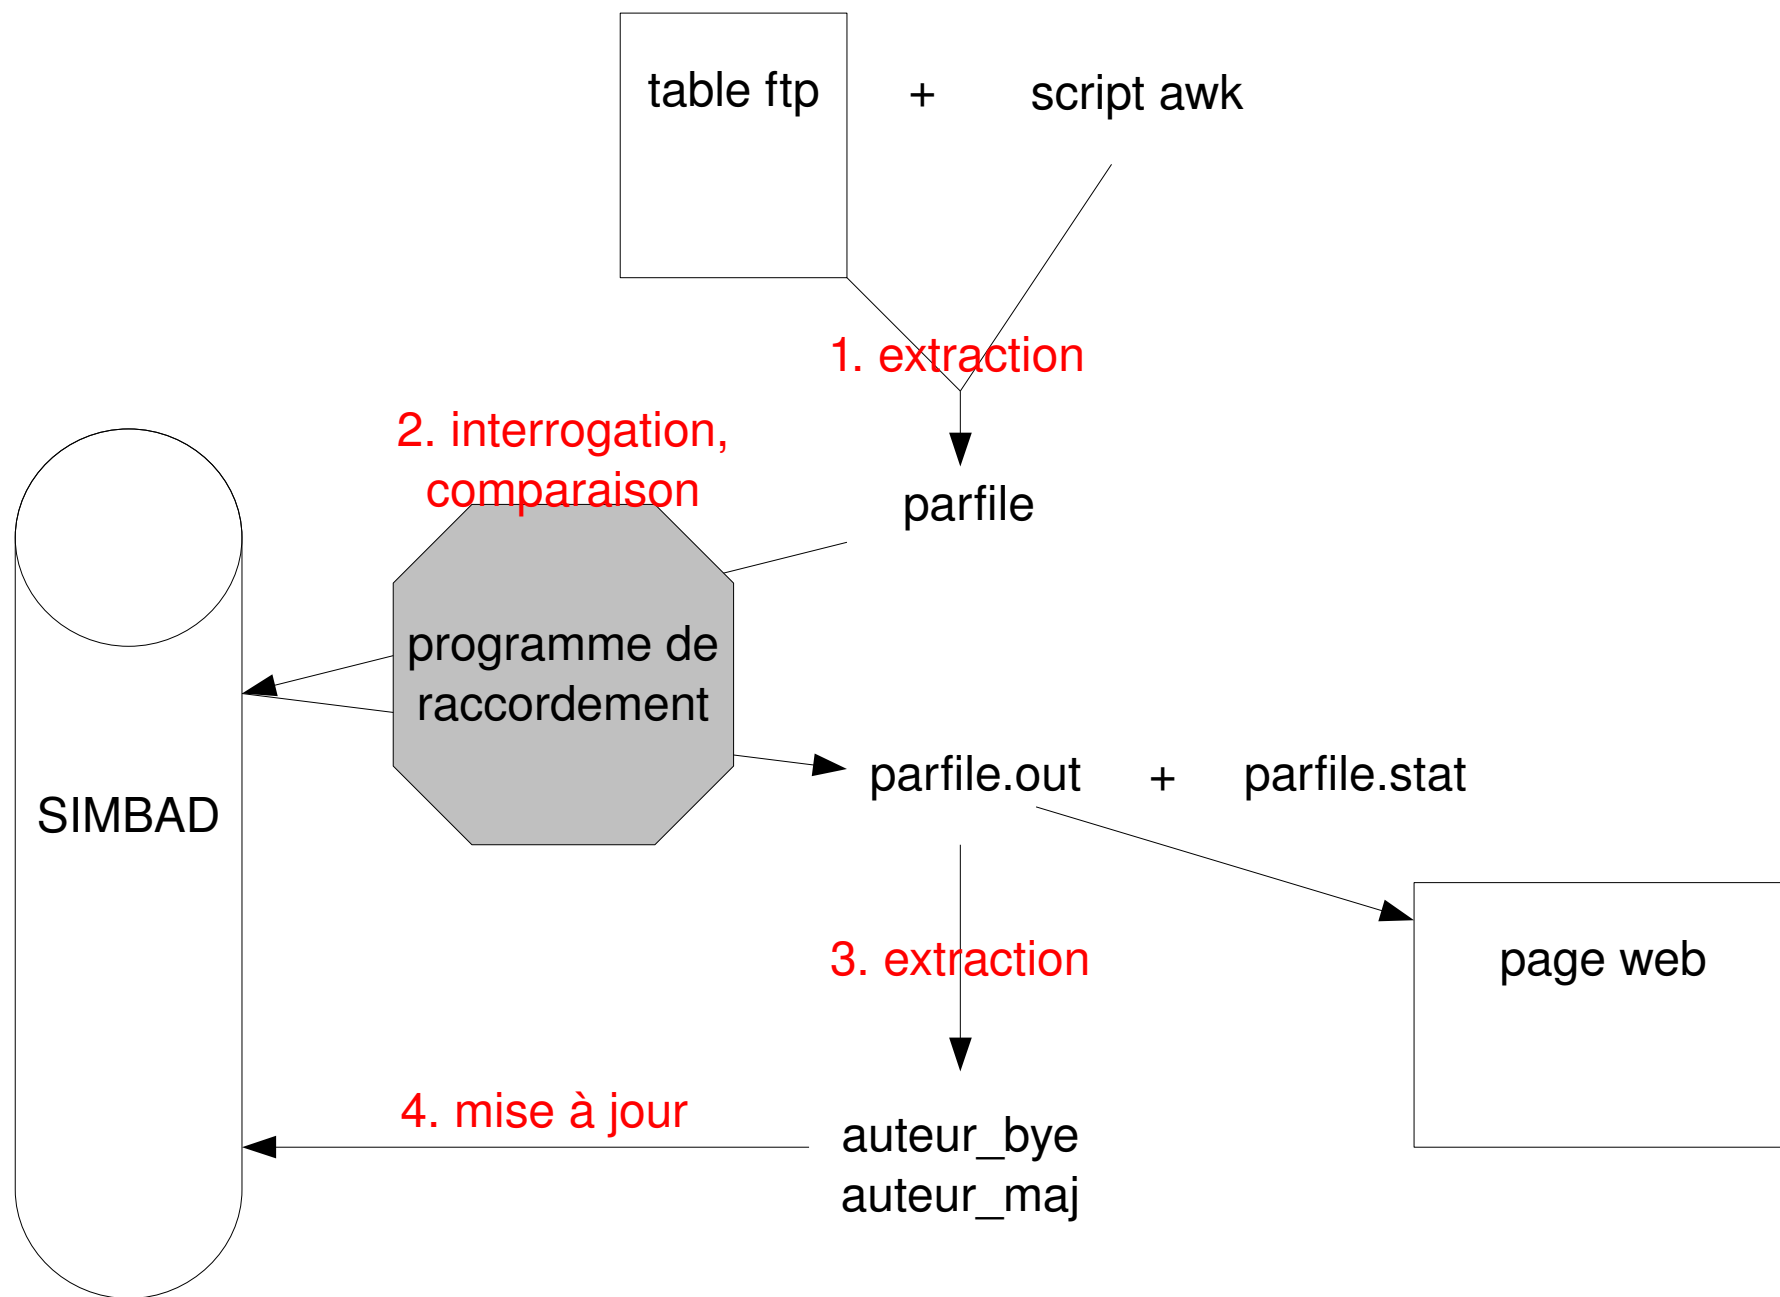 table ftp + script awk
1. extraction
2. interrogation,
comparaison
parfile
programme de
raccordement
parfile.out + parfile.stat
SIMBAD
3. extraction
page web
4. mise à jour
auteur_bye
auteur_maj